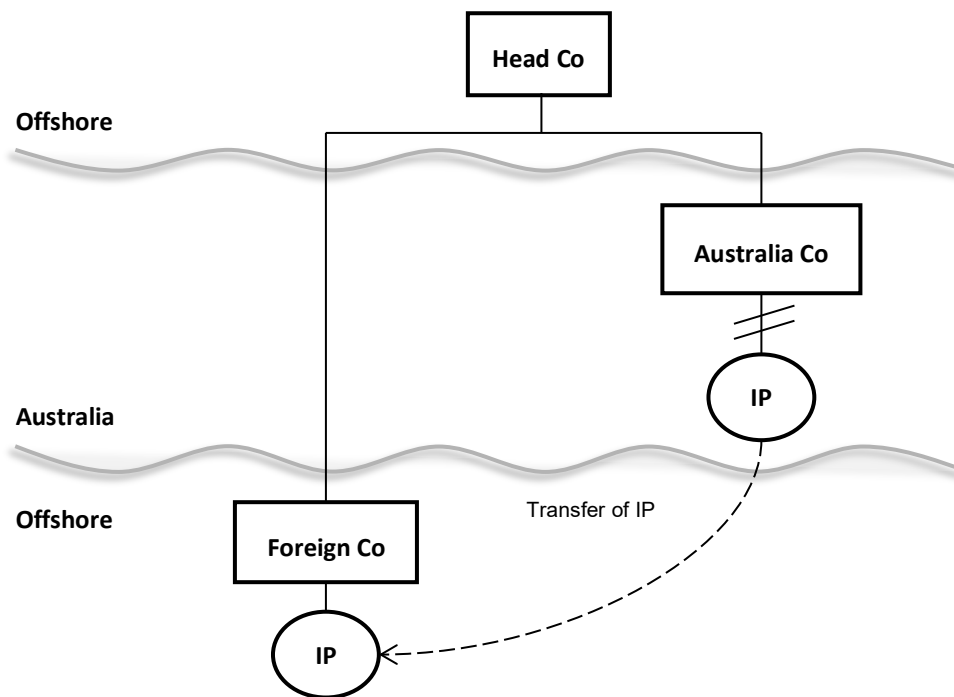 Head Co
Offshore
Australia Co
IP
Australia
Transfer of IP
Offshore
Foreign Co
IP